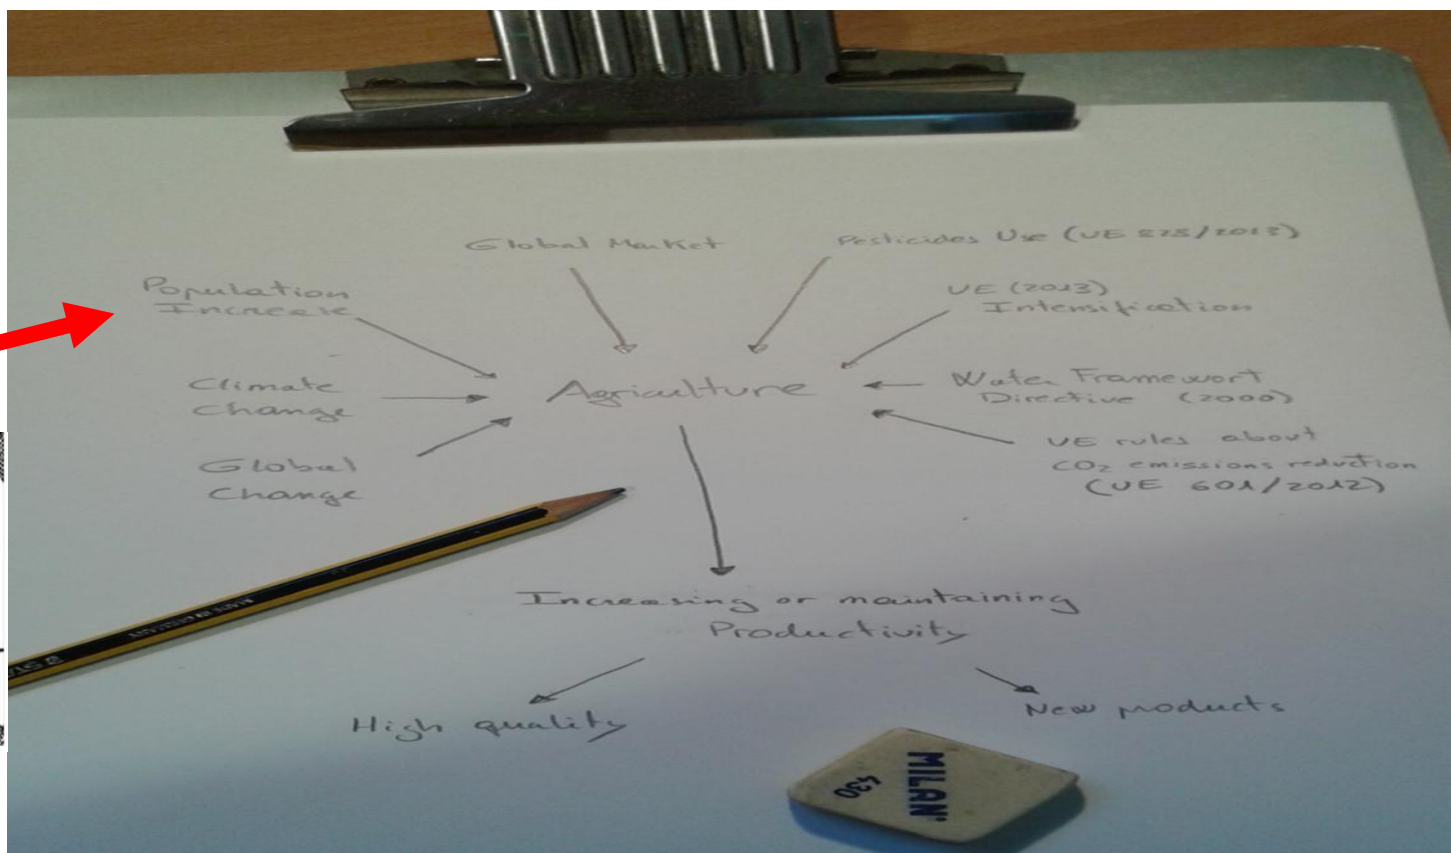 Global Market
Pesticides Use (UE 528/2013)
Population
Increase
UE (2013)
Intensification
Climate
Change
Agriculture
Water Framewort
Directive (2000)
Global
Change
UE rules about
CO2 emissions reduction
(UE 601/2012)
Increasing or maintaining
Productivity
High quality
New products
MILAN
430